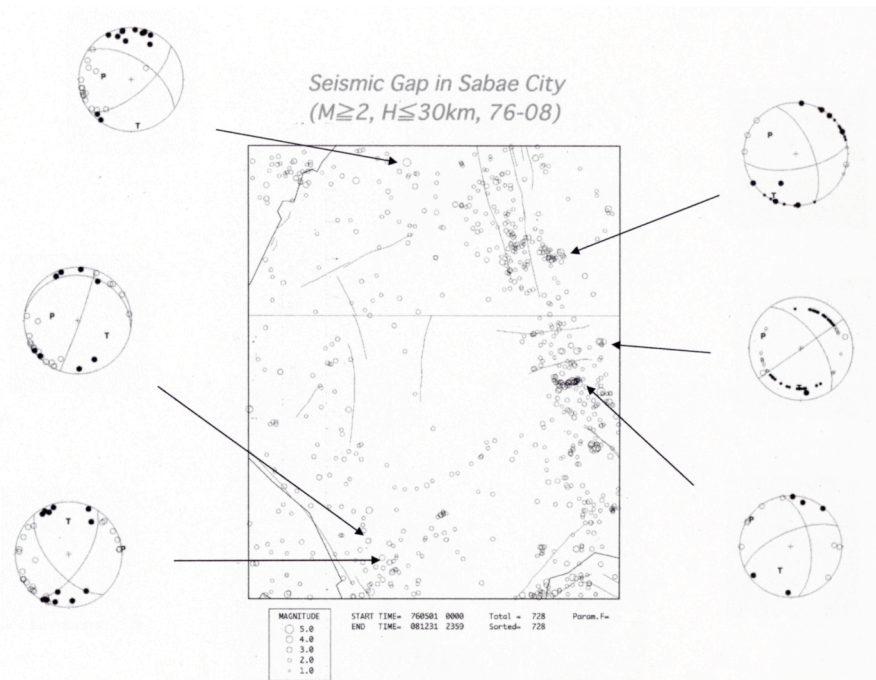 Seismic Gap in Sabae City
(M≧2, H≦30km, 76-08)
P
T
P
T
P
T
P
T
T
P
P
T
MAGNITUDE
5.0
4.0
3.0
2.0
1.0
START TIME= 760501 0000 Total = 728 Param.F=
END TIME= 081231 2359 Sorted= 728